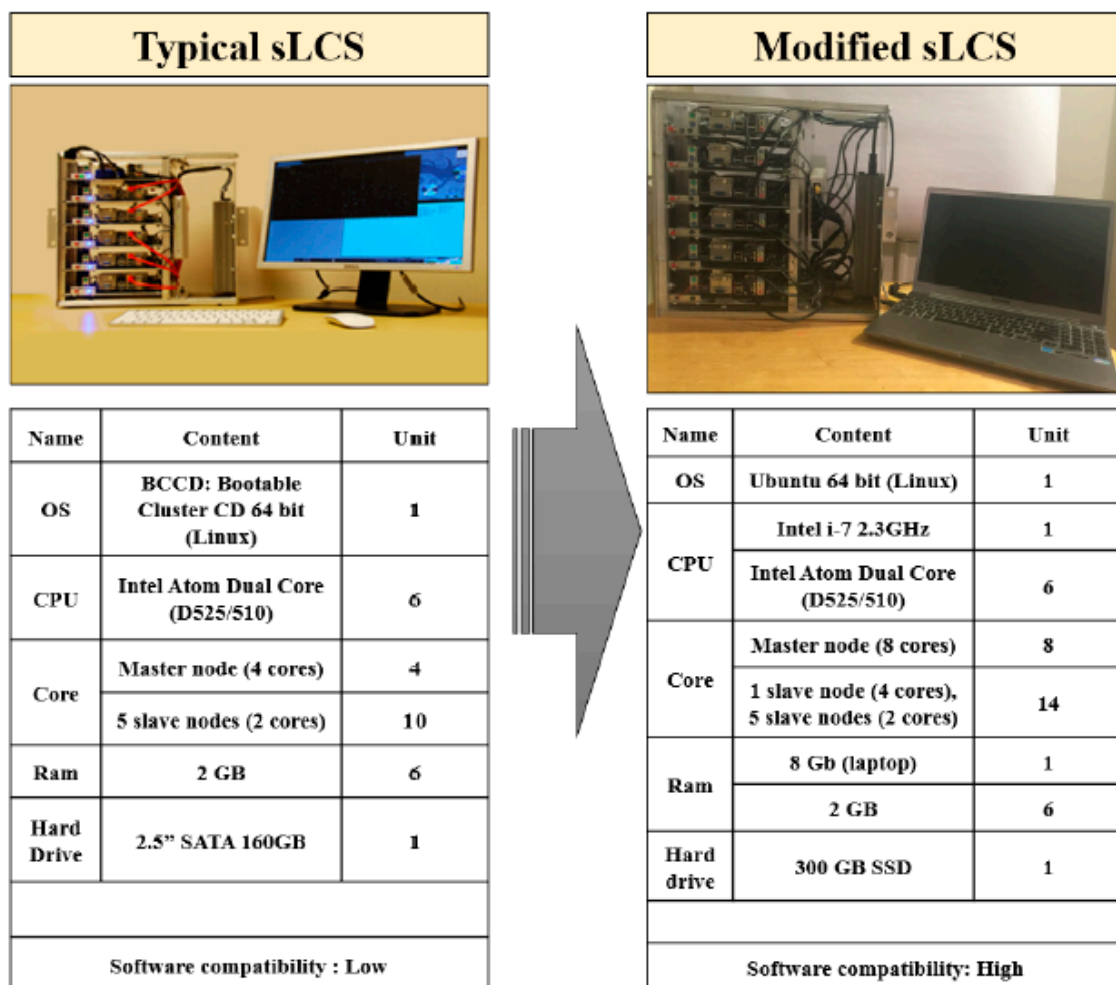 Typical sLCS
Name Content Unit
OS BCCD: Bootable Cluster CD 64 bit (Linux) 1
CPU Intel Atom Dual Core (D525/510) 6
Core Master node (4 cores) 4
5 slave nodes (2 cores) 10
Ram 2 GB 6
Hard Drive 2.5” SATA 160GB 1
Software compatibility : Low
Modified sLCS
Name Content Unit
OS Ubuntu 64 bit (Linux) 1
CPU Intel i-7 2.3GHz 1
Intel Atom Dual Core (D525/510) 6
Core Master node (8 cores) 8
1 slave node (4 cores), 5 slave nodes (2 cores) 14
Ram 8 Gb (laptop) 1
2 GB 6
Hard drive 300 GB SSD 1
Software compatibility: High